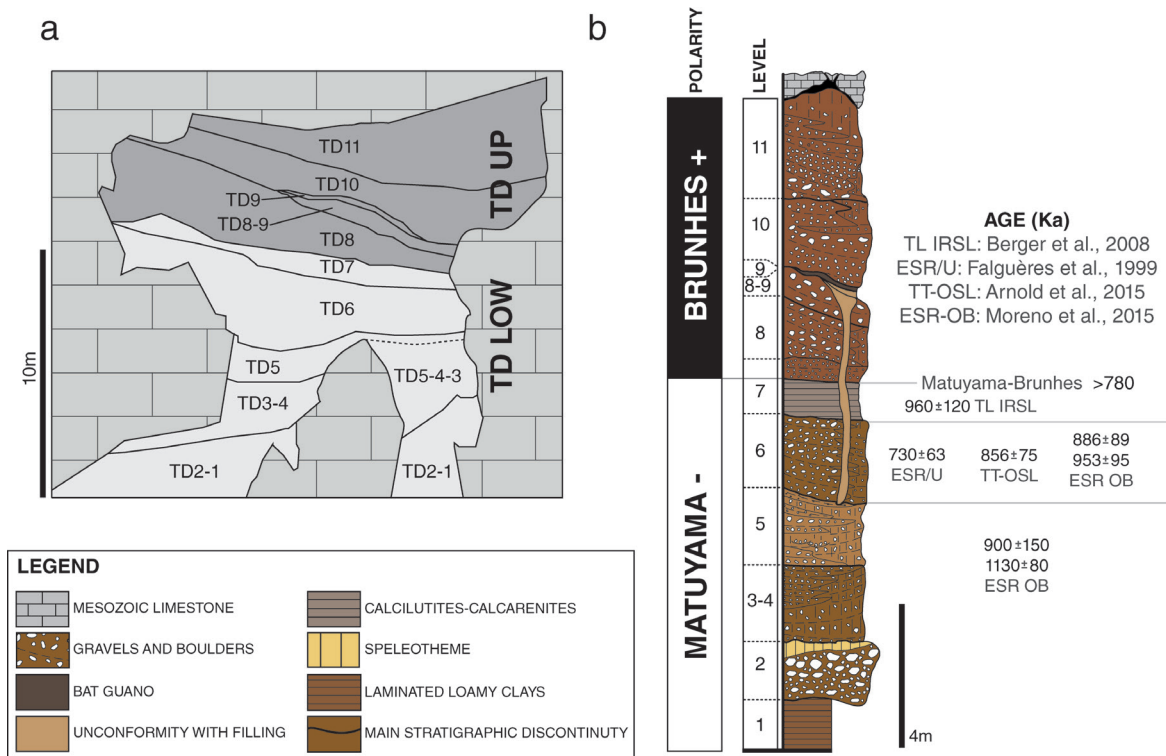 a
TD11
TD10
TD9
TD8-9
TD8
TD7
TD6
TD5
TD5-4-3
TD3-4
TD2-1
TD2-1
TD UP
TD LOW
10m
LEGEND
MESOZOIC LIMESTONE
GRAVELS AND BOULDERS
BAT GUANO
UNCONFORMITY WITH FILLING
CALCILUTITES-CALCARENITES
SPELEOTHEME
LAMINATED LOAMY CLAYS
MAIN STRATIGRAPHIC DISCONTINUITY
b
POLARITY
LEVEL
BRUNHES +
MATUYAMA -
11
10
9
8-9
8
7
6
5
3-4
2
1
AGE (Ka)
TL IRSL: Berger et al., 2008
ESR/U: Falguères et al., 1999
TT-OSL: Arnold et al., 2015
ESR-OB: Moreno et al., 2015
Matuyama-Brunhes >780
960±120 TL IRSL
730±63
ESR/U
856±75
TT-OSL
886±89
953±95
ESR OB
900±150
1130±80
ESR OB
4m